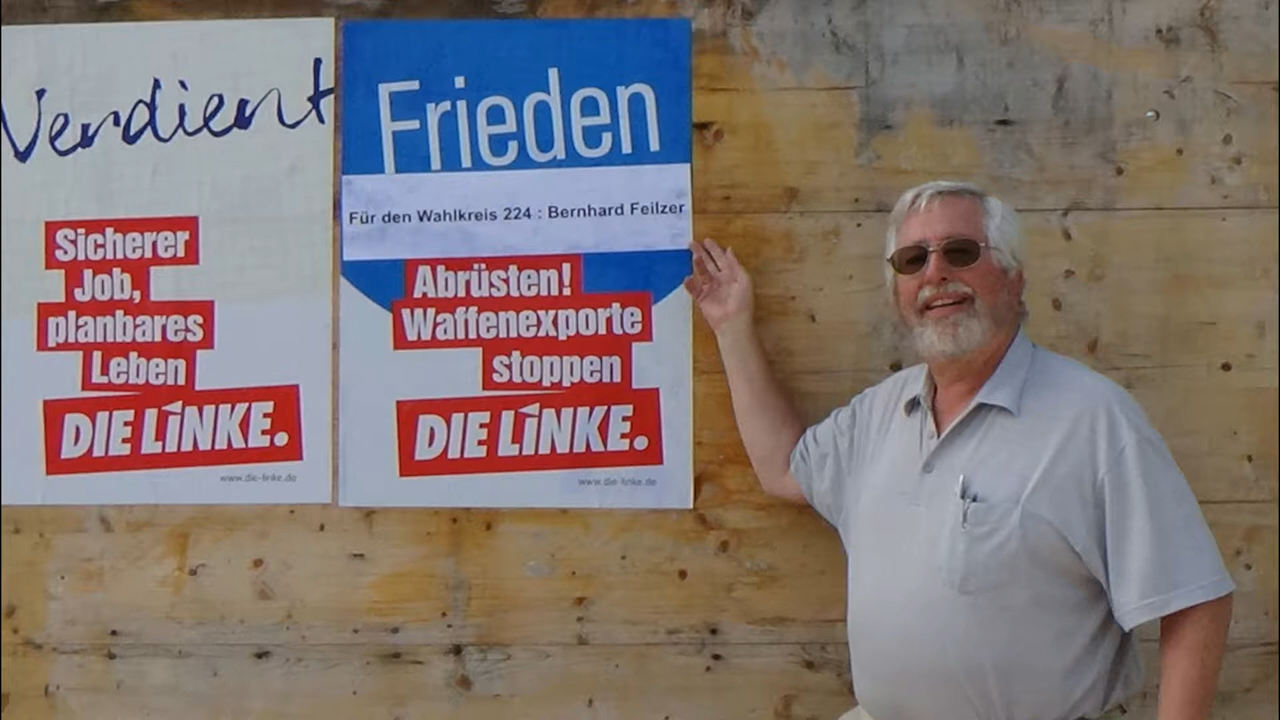 Verdient
Sicherer
Job,
planbares
Leben
DIE LINKE.
www.die-linke.de
Frieden
Für den Wahlkreis 224 : Bernhard Feilzer
Abrüsten!
Waffenexporte
stoppen
DIE LINKE.
www.die-linke.de